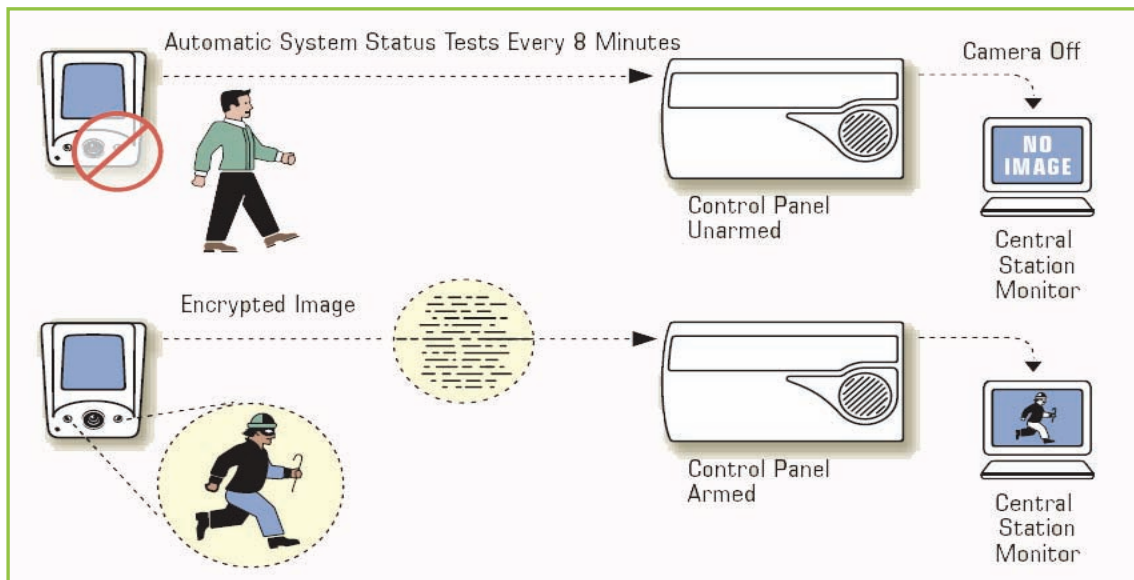 Automatic System Status Tests Every 8 Minutes
Camera Off
NO
IMAGE
Control Panel
Unarmed
Central
Station
Monitor
Encrypted Image
Control Panel
Armed
Central
Station
Monitor